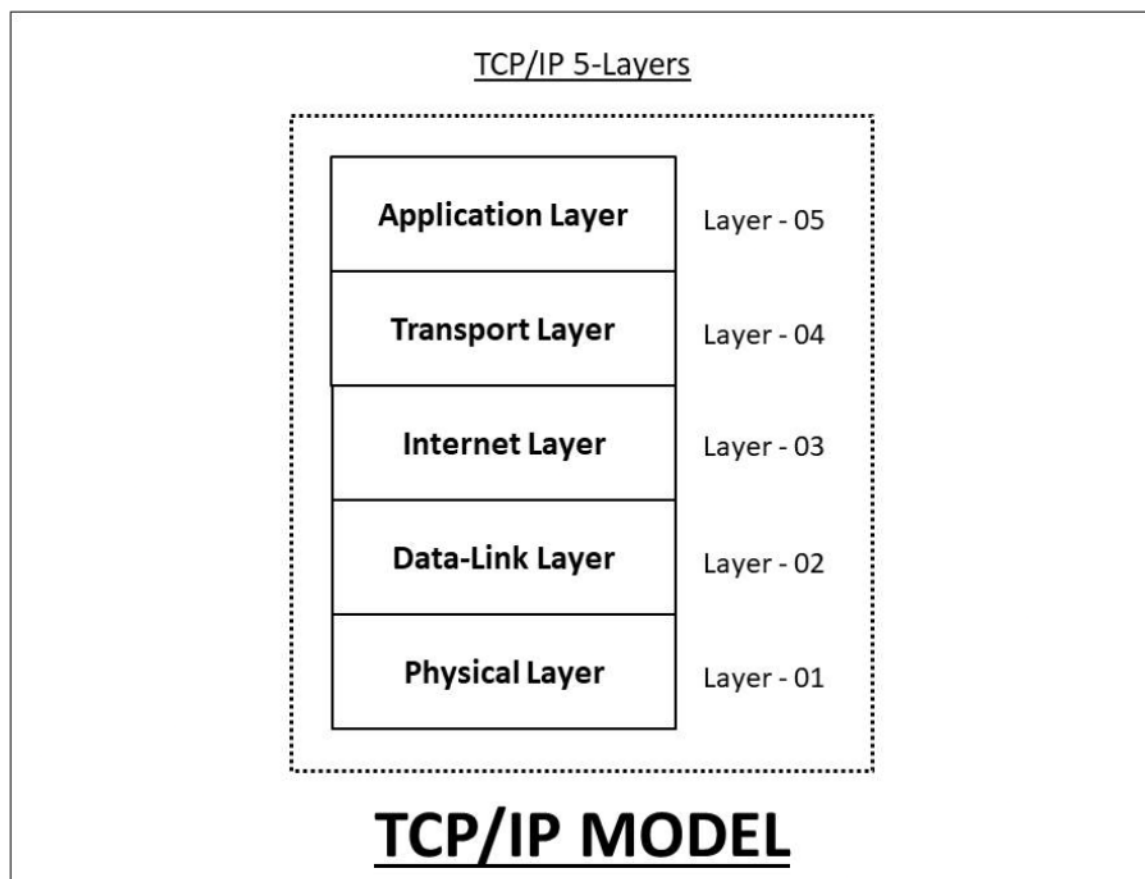 TCP/IP 5-Layers
Application Layer Layer - 05
Transport Layer Layer - 04
Internet Layer Layer - 03
Data-Link Layer Layer - 02
Physical Layer Layer - 01
TCP/IP MODEL